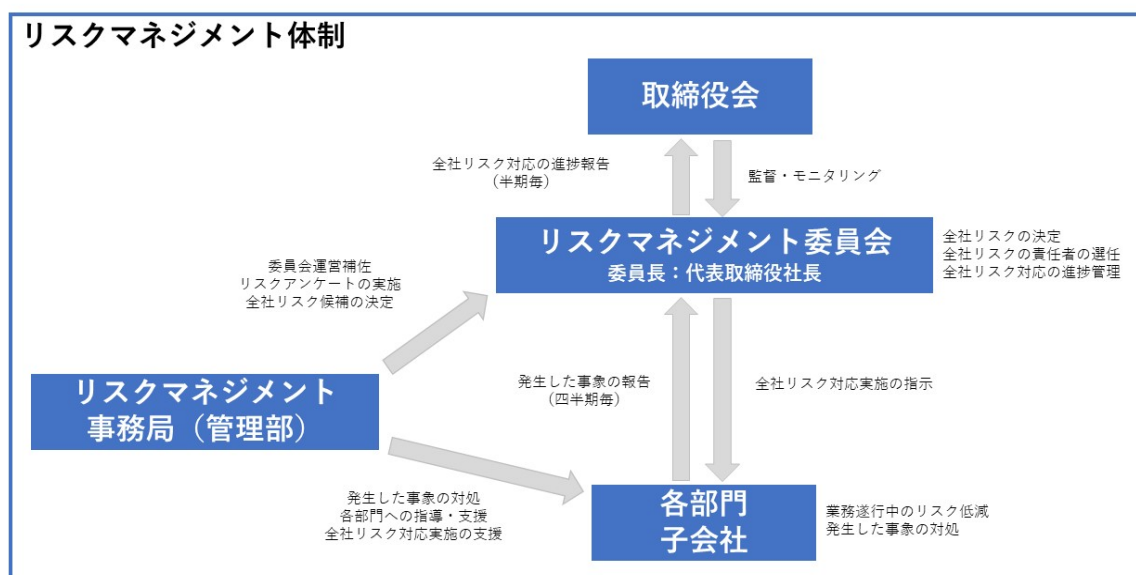 リスクマネジメント体制
取締役会
全社リスク対応の進捗報告
（半期毎）
監督・モニタリング
リスクマネジメント委員会
委員長：代表取締役社長
全社リスクの決定
全社リスクの責任者の選任
全社リスク対応の進捗管理
委員会運営補佐
リスクアンケートの実施
全社リスク候補の決定
リスクマネジメント
事務局（管理部）
発生した事象の報告
（四半期毎）
全社リスク対応実施の指示
発生した事象の対処
各部門への指導・支援
全社リスク対応実施の支援
各部門
子会社
業務遂行中のリスク低減
発生した事象の対処